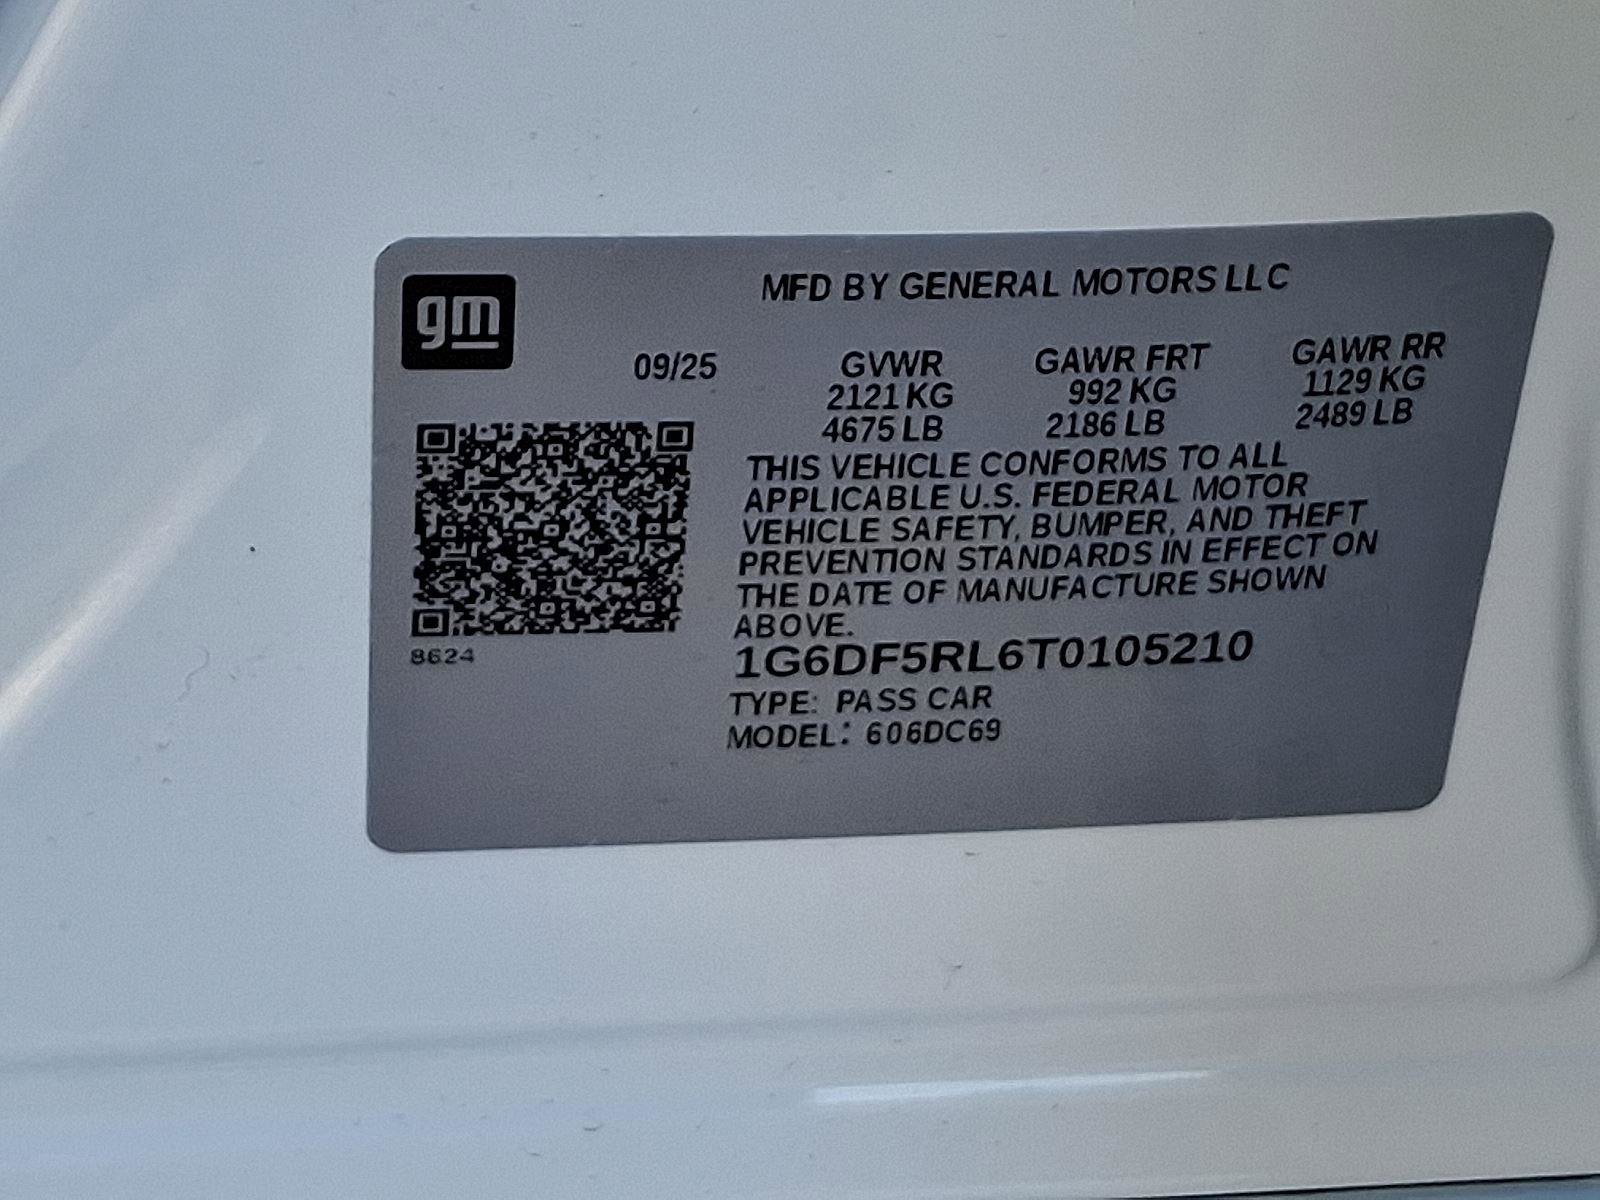 gm
MFD BY GENERAL MOTORS LLC
09/25 GVWR GAWR FRT GAWR RR
2121 KG 992 KG 1129 KG
4675 LB 2186 LB 2489 LB
THIS VEHICLE CONFORMS TO ALL
APPLICABLE U.S. FEDERAL MOTOR
VEHICLE SAFETY, BUMPER, AND THEFT
PREVENTION STANDARDS IN EFFECT ON
THE DATE OF MANUFACTURE SHOWN
ABOVE.
8624
1G6DF5RL6T0105210
TYPE: PASS CAR
MODEL: 606DC69